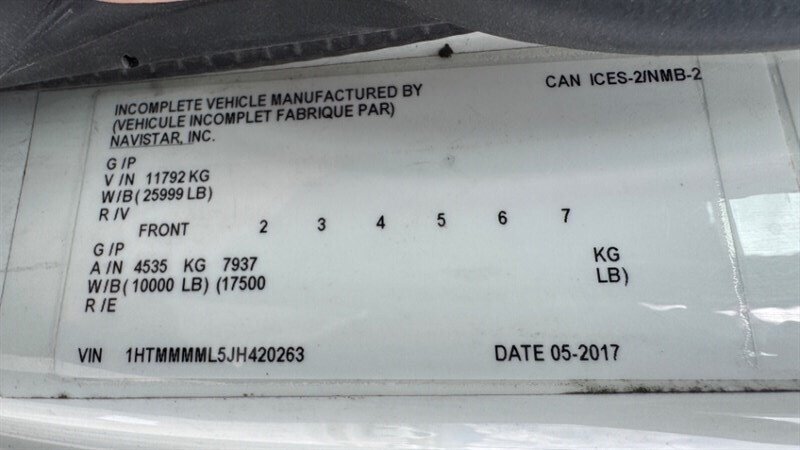 CAN ICES-2/NMB-2
INCOMPLETE VEHICLE MANUFACTURED BY
(VEHICULE INCOMPLET FABRIQUE PAR)
NAVISTAR, INC.
G /P
V /N 11792 KG
W/B( 25999 LB)
R /V
FRONT 2 3 4 5 6 7
G /P
A /N 4535 KG 7937 KG
W/B( 10000 LB) (17500 LB)
R /E
VIN 1HTMMMML5JH420263 DATE 05-2017